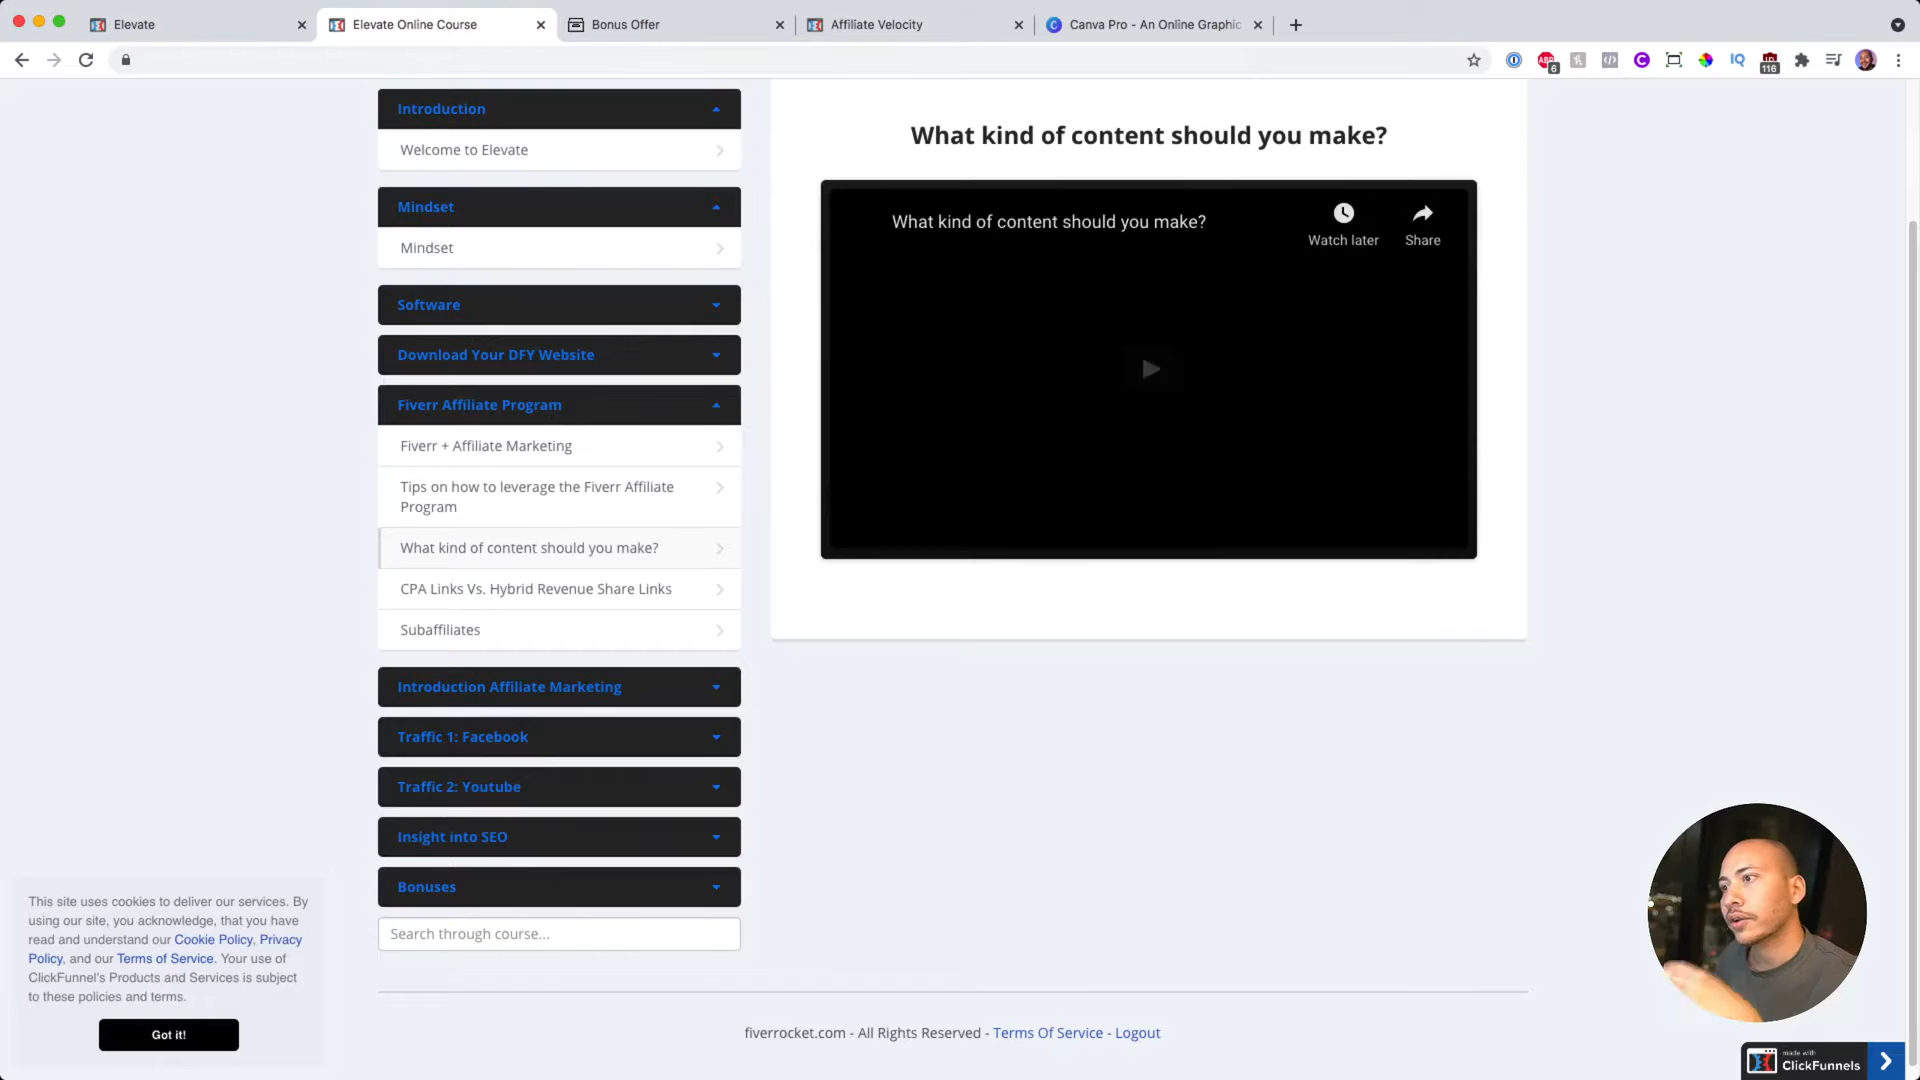 Elevate
Elevate Online Course
Bonus Offer
Affiliate Velocity
Canva Pro - An Online Graphic
ABP
6
IQ
116
Introduction
Welcome to Elevate
Mindset
Mindset
Software
Download Your DFY Website
Fiverr Affiliate Program
Fiverr + Affiliate Marketing
Tips on how to leverage the Fiverr Affiliate
Program
What kind of content should you make?
CPA Links Vs. Hybrid Revenue Share Links
Subaffiliates
Introduction Affiliate Marketing
Traffic 1: Facebook
Traffic 2: Youtube
Insight into SEO
Bonuses
Search through course...
What kind of content should you make?
What kind of content should you make?
Watch later
Share
This site uses cookies to deliver our services. By
using our site, you acknowledge, that you have
read and understand our Cookie Policy, Privacy
Policy, and our Terms of Service. Your use of
ClickFunnel's Products and Services is subject
to these policies and terms.
Got it!
fiverrocket.com - All Rights Reserved - Terms Of Service - Logout
made with
ClickFunnels